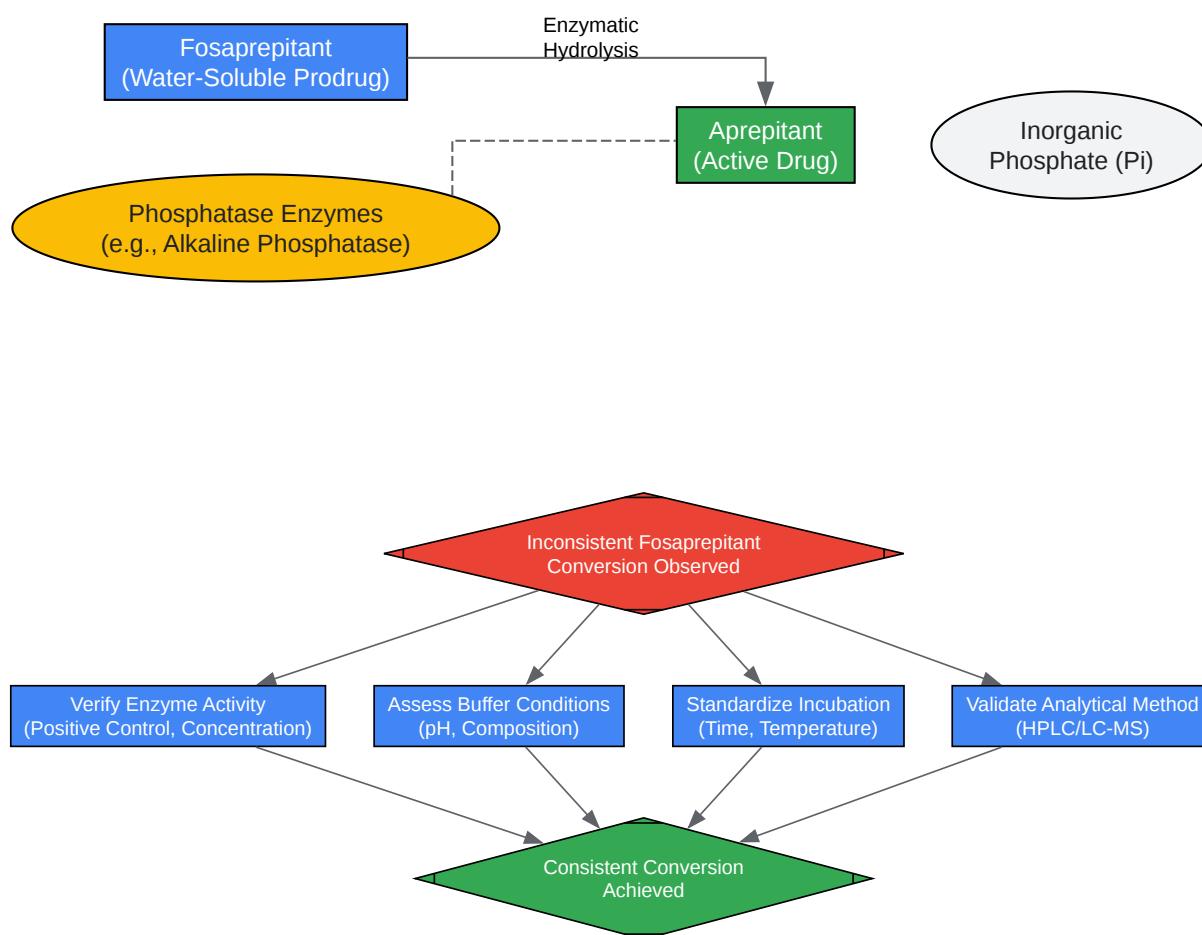 Enzymatic
Hydrolysis
Fosaprepitant
(Water-Soluble Prodrug)
Aprepitant
(Active Drug)
Inorganic
Phosphate (Pi)
Phosphatase Enzymes
(e.g., Alkaline Phosphatase)
Inconsistent Fosaprepitant
Conversion Observed
Verify Enzyme Activity
(Positive Control, Concentration)
Assess Buffer Conditions
(pH, Composition)
Standardize Incubation
(Time, Temperature)
Validate Analytical Method
(HPLC/LC-MS)
Consistent Conversion
Achieved